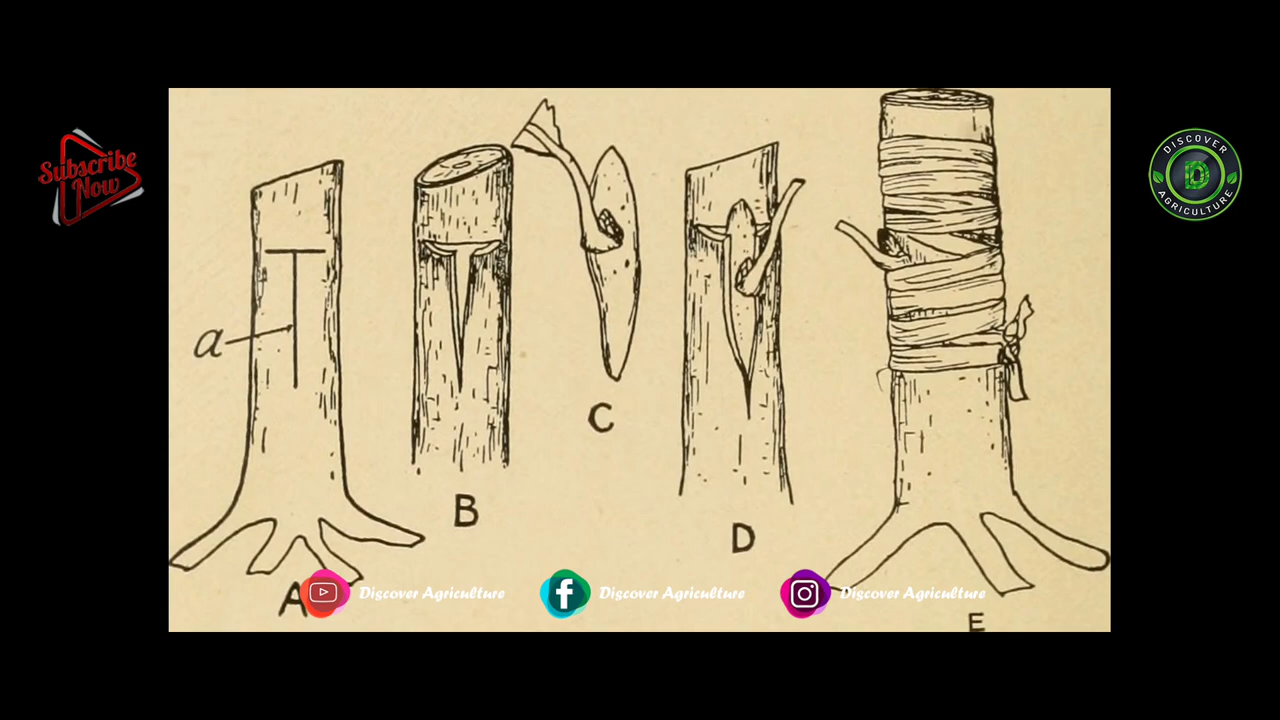 Subscribe
Now
DISCOVER
D
AGRICULTURE
a
C
B
D
A
Discover Agriculture
Discover Agriculture
Discover Agriculture
E